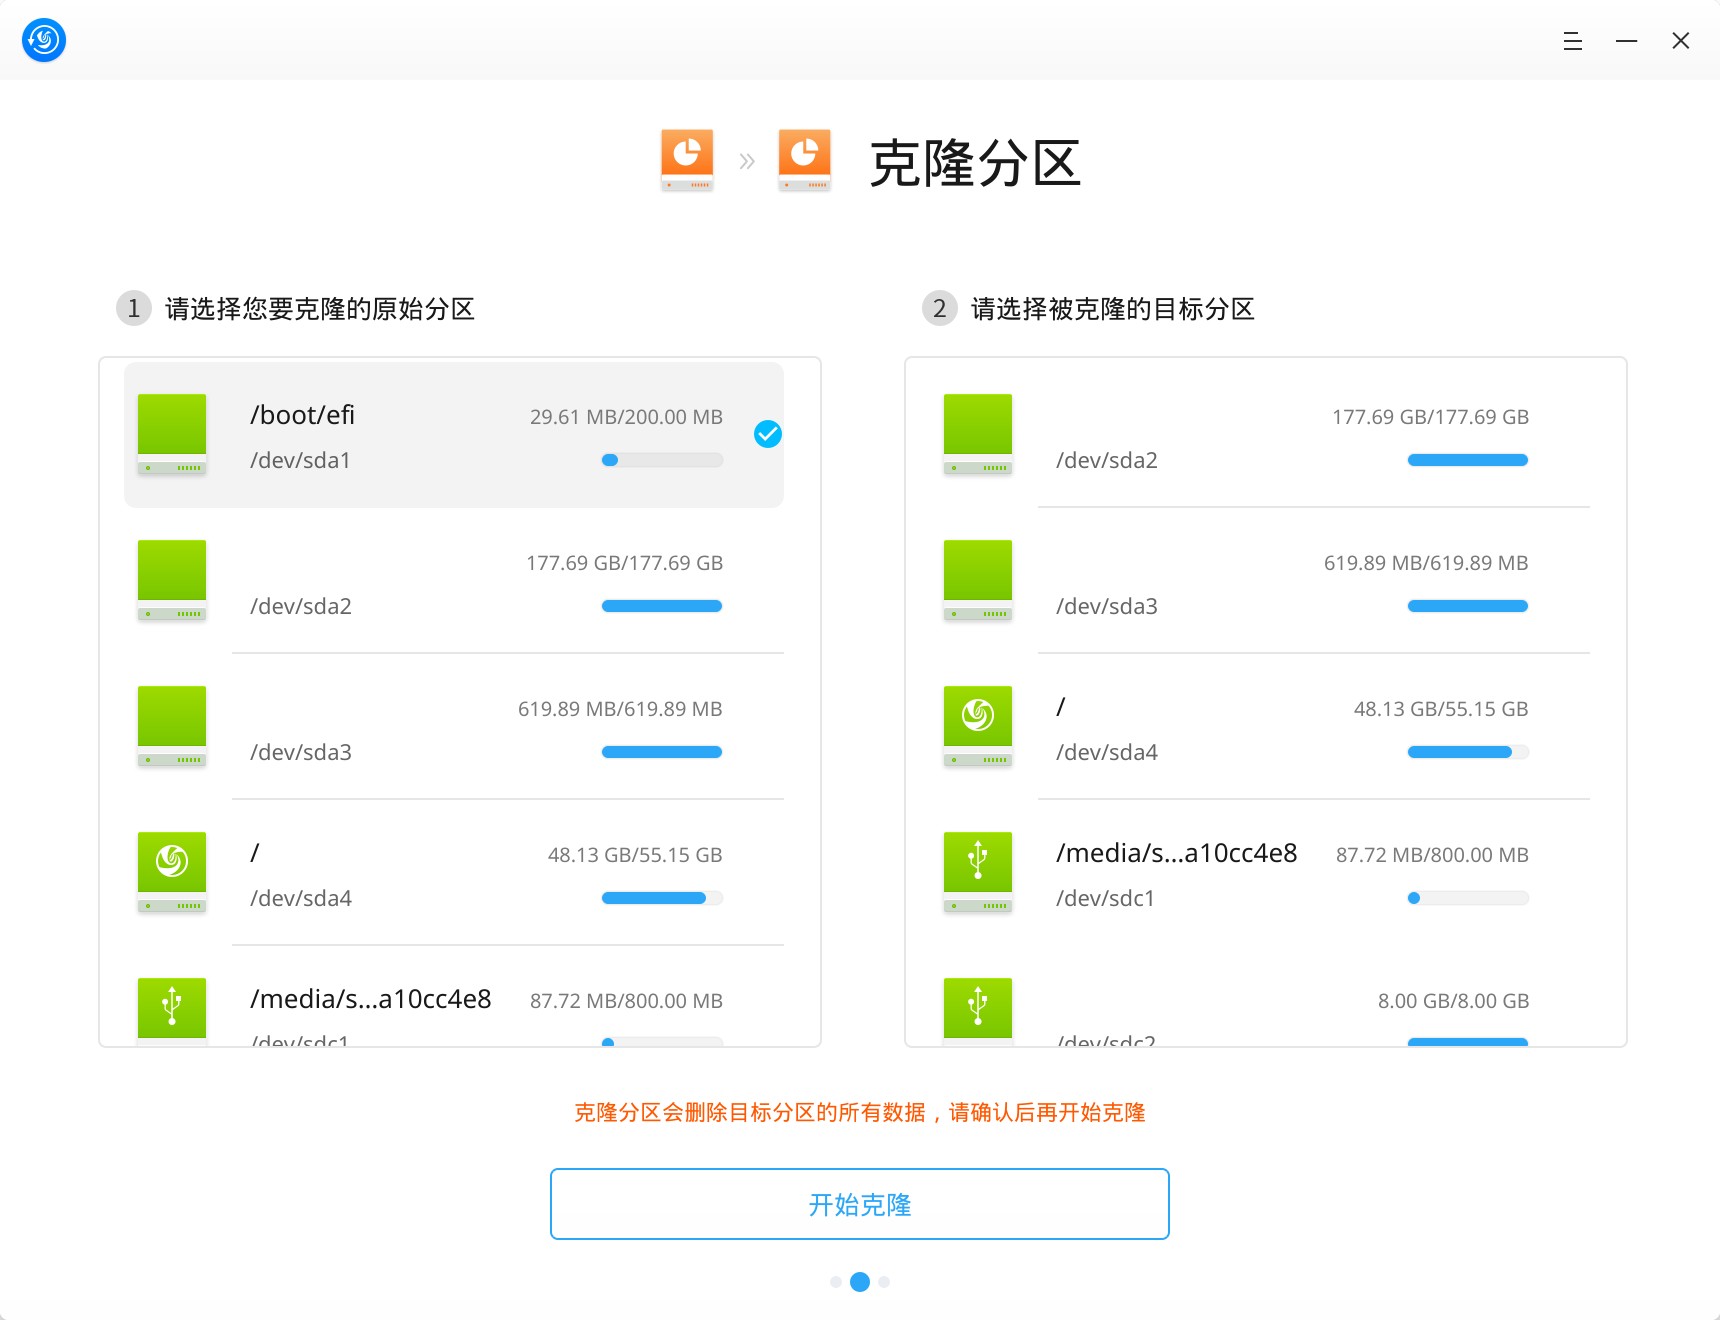 克隆分区
1 请选择您要克隆的原始分区
/boot/efi 29.61 MB/200.00 MB
/dev/sda1
177.69 GB/177.69 GB
/dev/sda2
619.89 MB/619.89 MB
/dev/sda3
/ 48.13 GB/55.15 GB
/dev/sda4
/media/s...a10cc4e8 87.72 MB/800.00 MB
/dev/sdc1
2 请选择被克隆的目标分区
177.69 GB/177.69 GB
/dev/sda2
619.89 MB/619.89 MB
/dev/sda3
/ 48.13 GB/55.15 GB
/dev/sda4
/media/s...a10cc4e8 87.72 MB/800.00 MB
/dev/sdc1
8.00 GB/8.00 GB
/dev/sdc2
克隆分区会删除目标分区的所有数据，请确认后再开始克隆
开始克隆